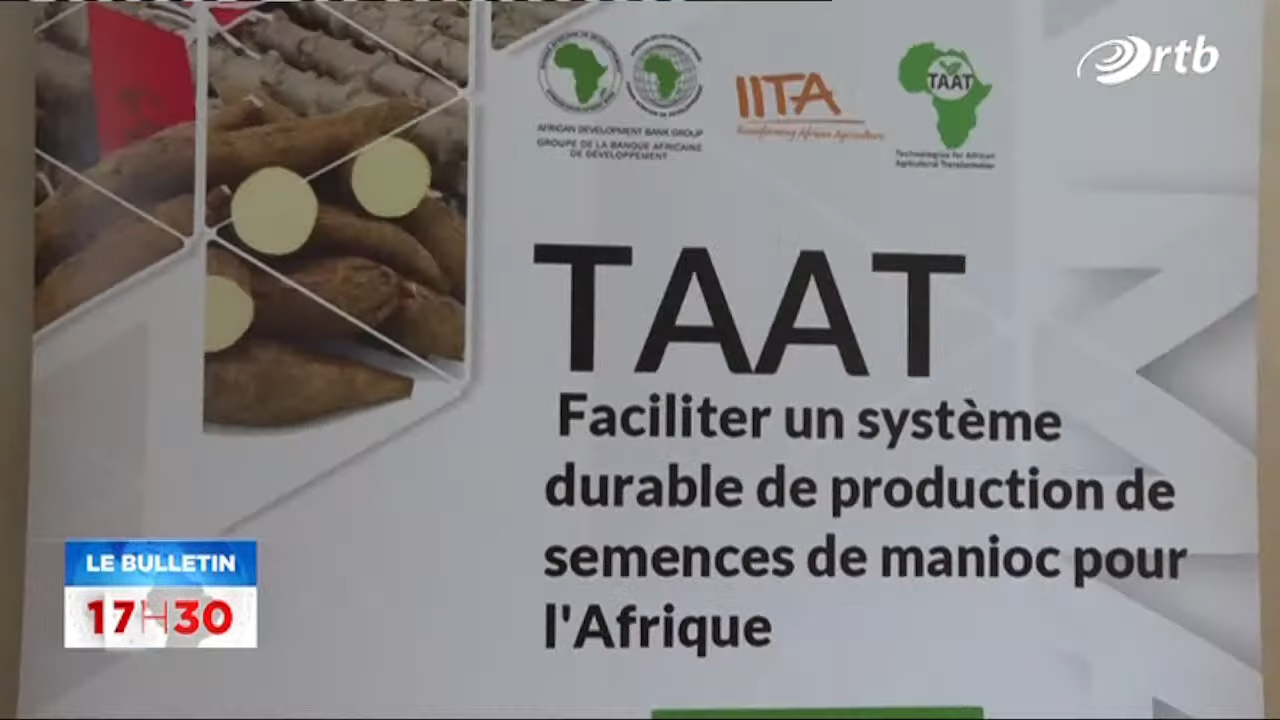 rtb
AFRICAN DEVELOPMENT BANK GROUP
GROUPE DE LA BANQUE AFRICAINE
DE DÉVELOPPEMENT
IITA
Transforming African Agriculture
TAAT
Technologies for African
Agricultural Transformation
TAAT
Faciliter un système
durable de production de
semences de manioc pour
l'Afrique
LE BULLETIN
17H30